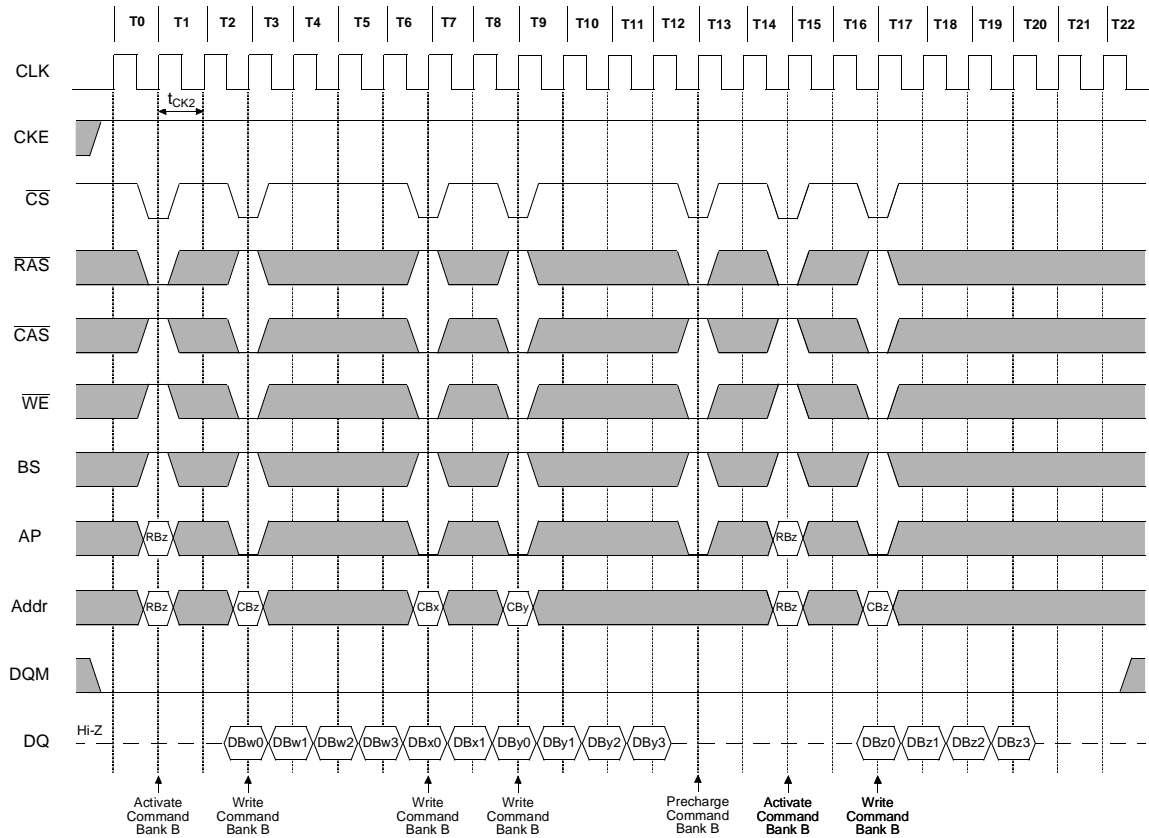 T0 T1 T2 T3 T4 T5 T6 T7 T8 T9 T10 T11 T12 T13 T14 T15 T16 T17 T18 T19 T20 T21 T22
CLK
tCK2
CKE
CS
RAS
CAS
WE
BS
AP RBz RBz
Addr RBz CBz CBx CBy RBz CBz
DQM
DQ Hi-Z DBw0 DBw1 DBw2 DBw3 DBx0 DBx1 DBy0 DBy1 DBy2 DBy3 DBz0 DBz1 DBz2 DBz3
Activate Command Bank B
Write Command Bank B
Write Command Bank B
Write Command Bank B
Precharge Command Bank B
Activate Command Bank B
Write Command Bank B